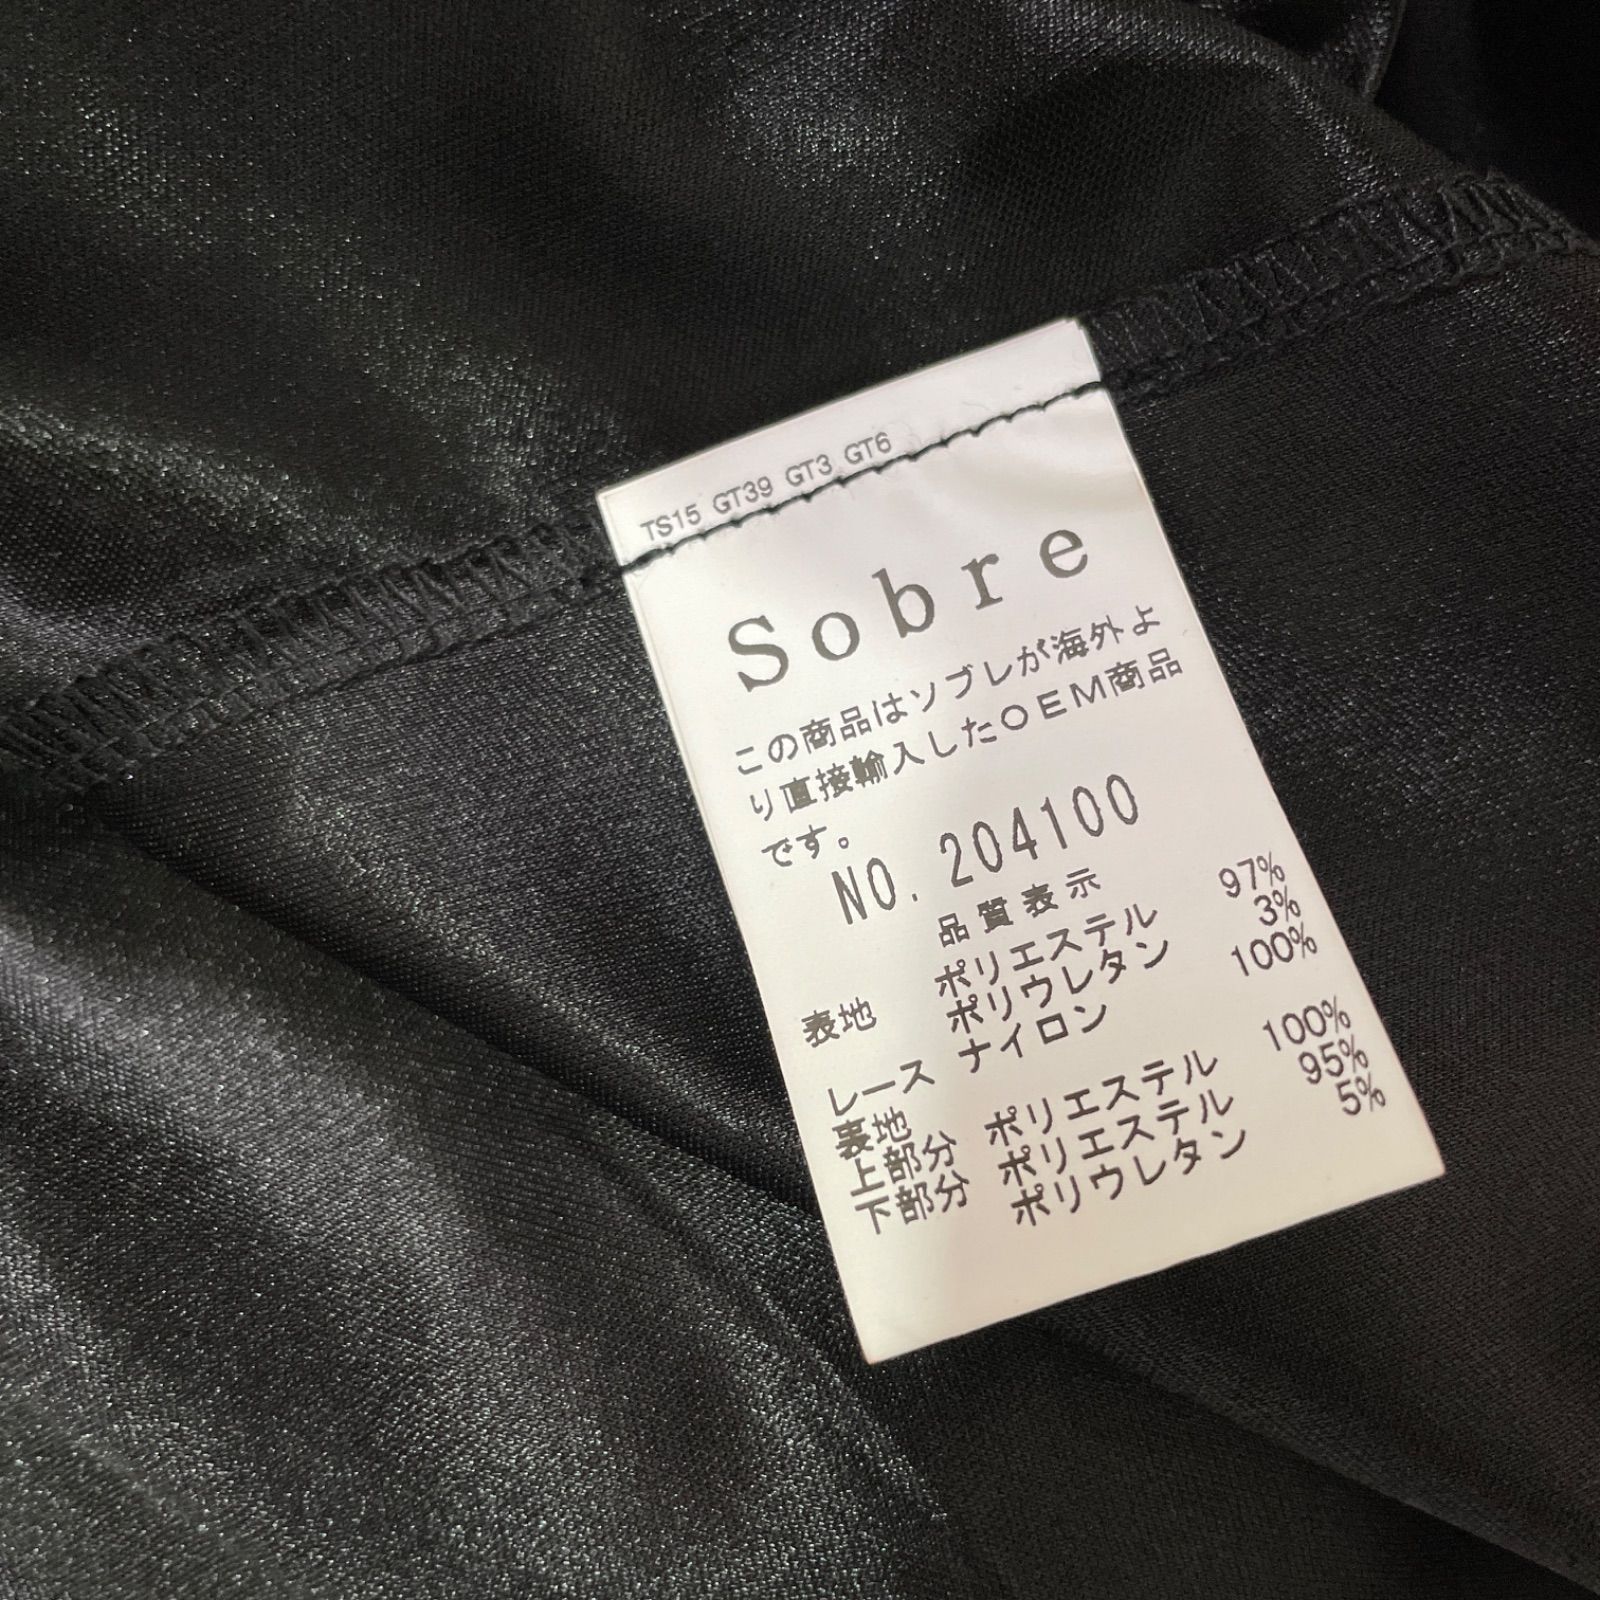 TS15 GT39 GT3 GT6
Sobre
この商品はソブレが海外よ
り直接輸入したOEM商品
です。
NO. 204100
品質表示
表地 ポリエステル 97%
ポリウレタン 3%
レース ナイロン 100%
裏地
上部分 ポリエステル 100%
下部分 ポリエステル 95%
ポリウレタン 5%